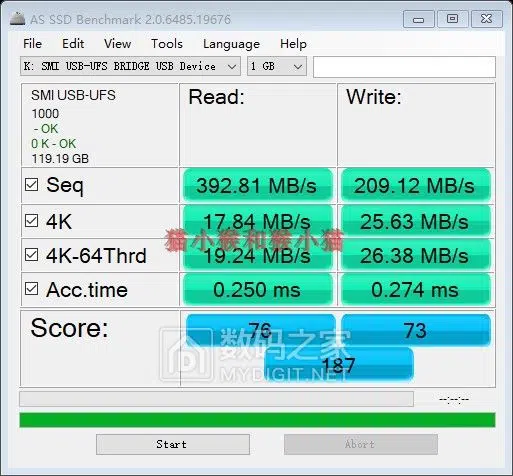 AS SSD Benchmark 2.0.6485.19676
File Edit View Tools Language Help
K: SMI USB-UFS BRIDGE USB Device 1 GB
SMI USB-UFS
1000
- OK
0 K - OK
119.19 GB
Read: Write:
Seq 392.81 MB/s 209.12 MB/s
4K 17.84 MB/s 25.63 MB/s
猫小猴和猴小猫
4K-64Thrd 19.24 MB/s 26.38 MB/s
Acc.time 0.250 ms 0.274 ms
Score: 76 73
187
数码之家
MYDIGIT.NET
--:--:--
Start Abort